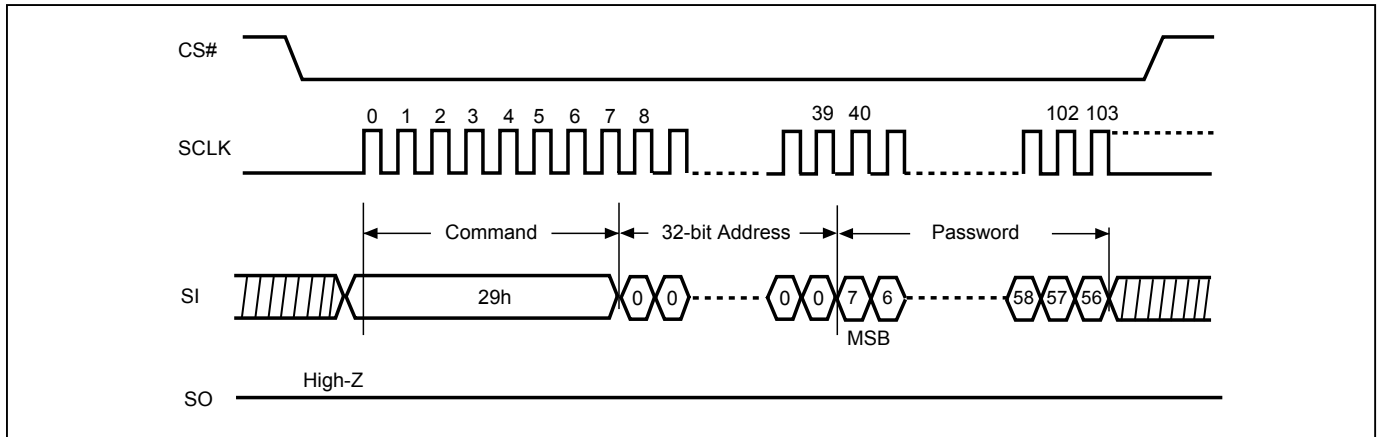 CS#
0 1 2 3 4 5 6 7 8 39 40 102 103
SCLK
Command 32-bit Address Password
SI 29h 0 0 0 0 7 6 58 57 56
MSB
High-Z
SO